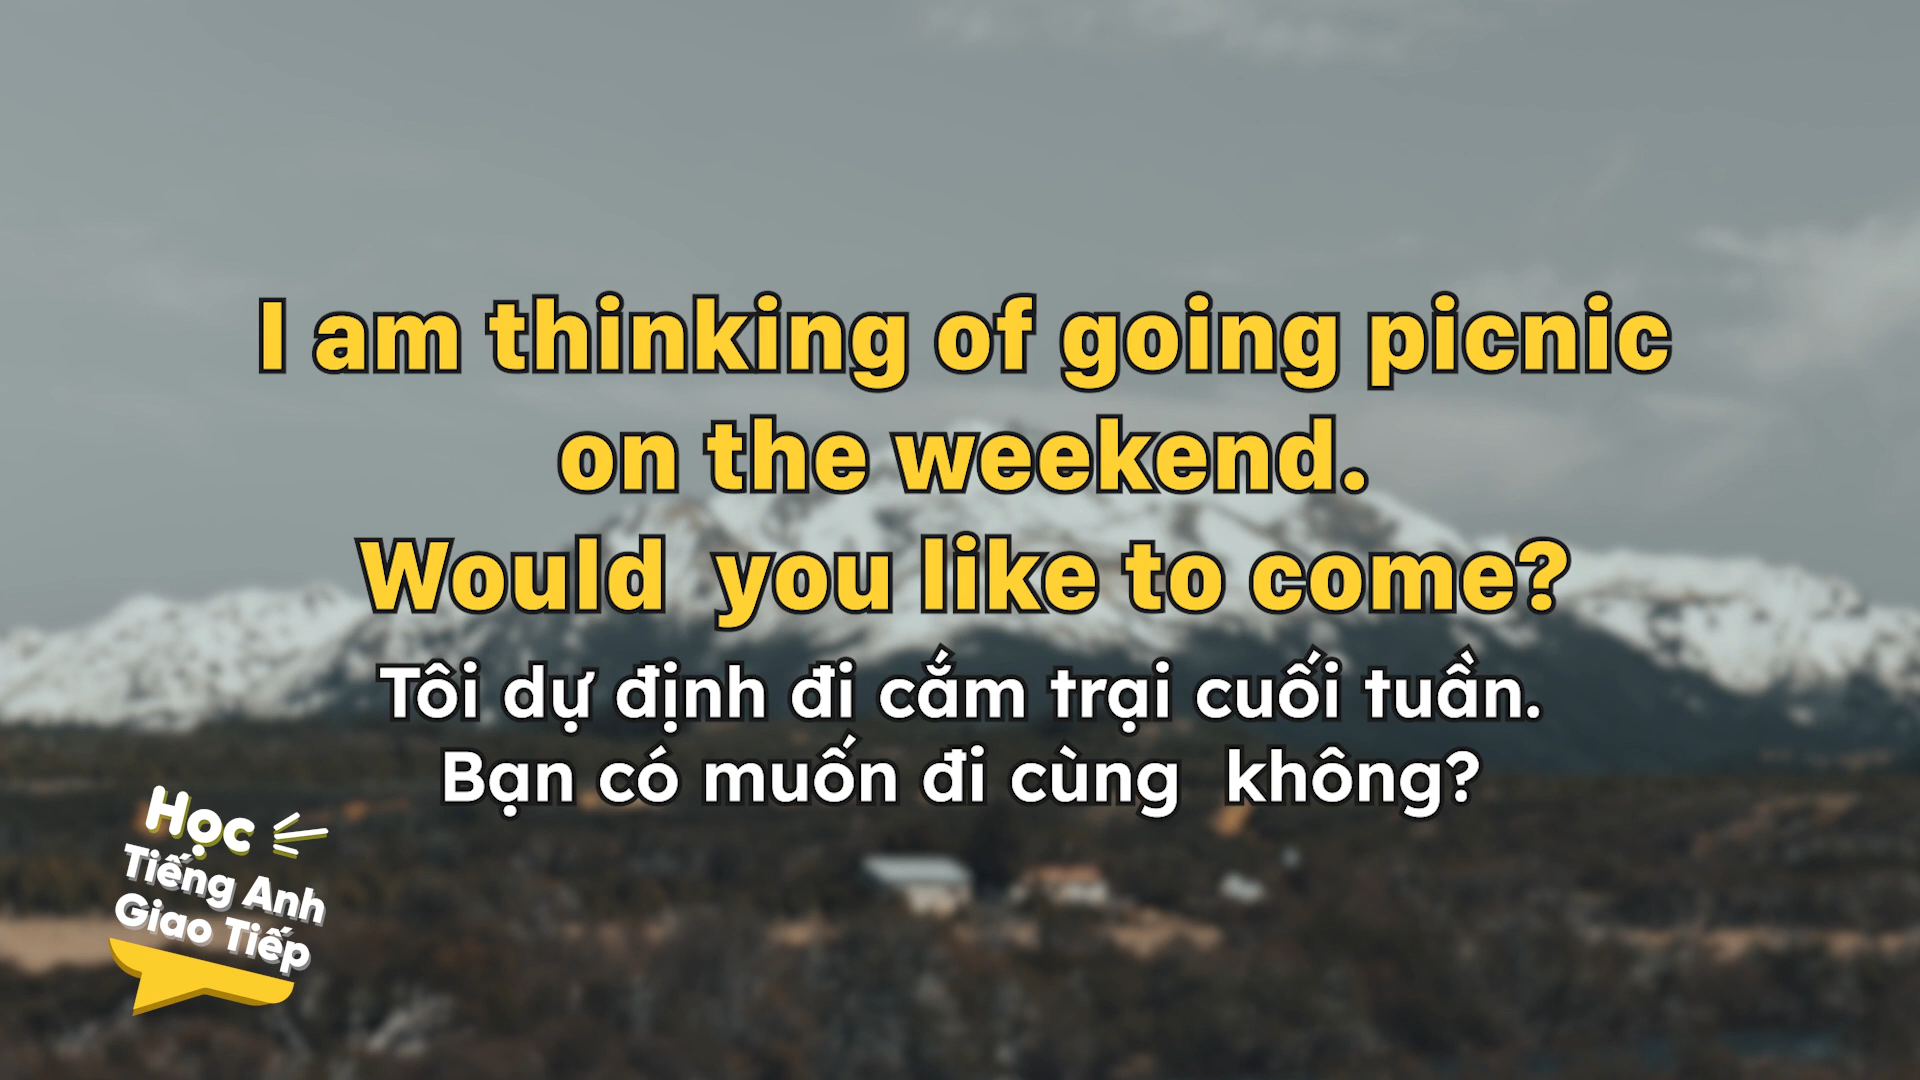 I am thinking of going picnic
on the weekend.
Would  you like to come?
Tôi dự định đi cắm trại cuối tuần.
Bạn có muốn đi cùng  không?
Học
Tiếng Anh
Giao Tiếp